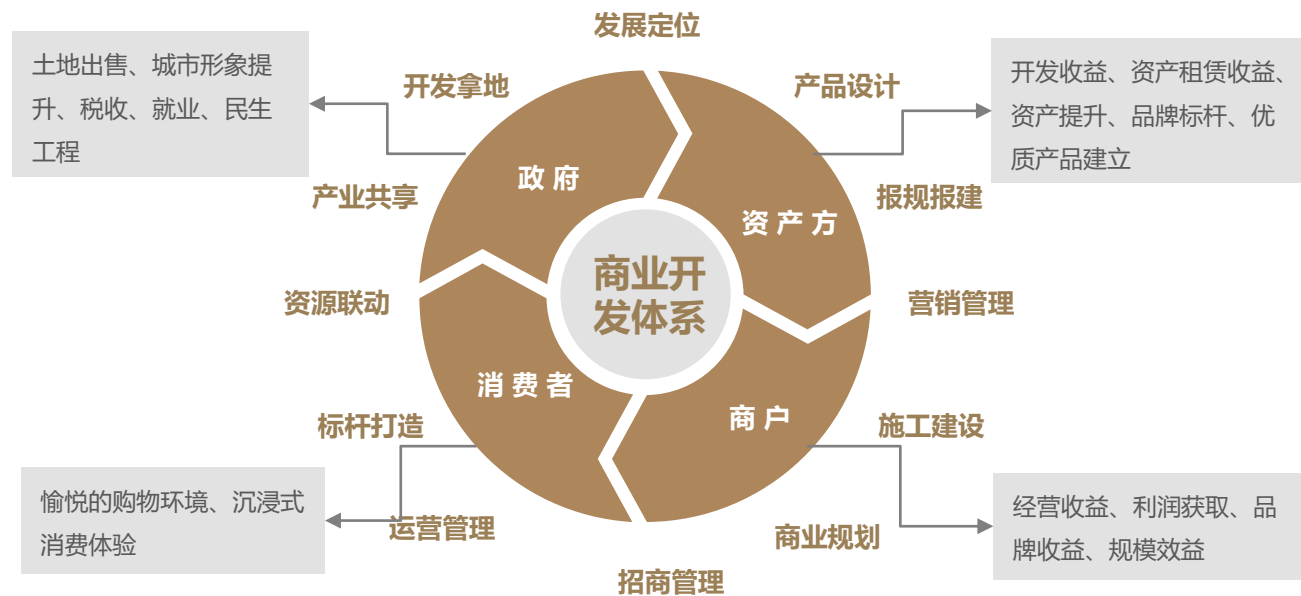 发展定位
土地出售、城市形象提
升、税收、就业、民生
工程
开发拿地
产品设计
开发收益、资产租赁收益、
资产提升、品牌标杆、优
质产品建立
政府
产业共享
资产方
报规报建
商业开
发体系
资源联动
营销管理
消费者
商户
标杆打造
施工建设
愉悦的购物环境、沉浸式
消费体验
运营管理
商业规划
经营收益、利润获取、品
牌收益、规模效益
招商管理